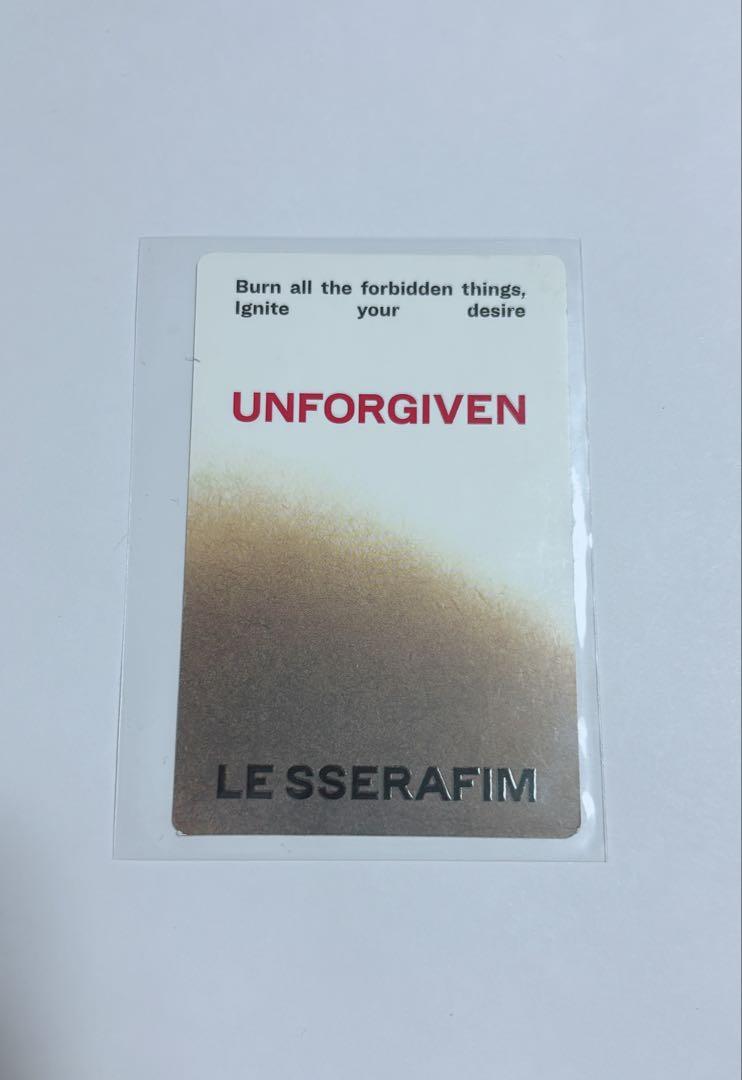 Burn all the forbidden things,
Ignite your desire
UNFORGIVEN
LE SSERAFIM